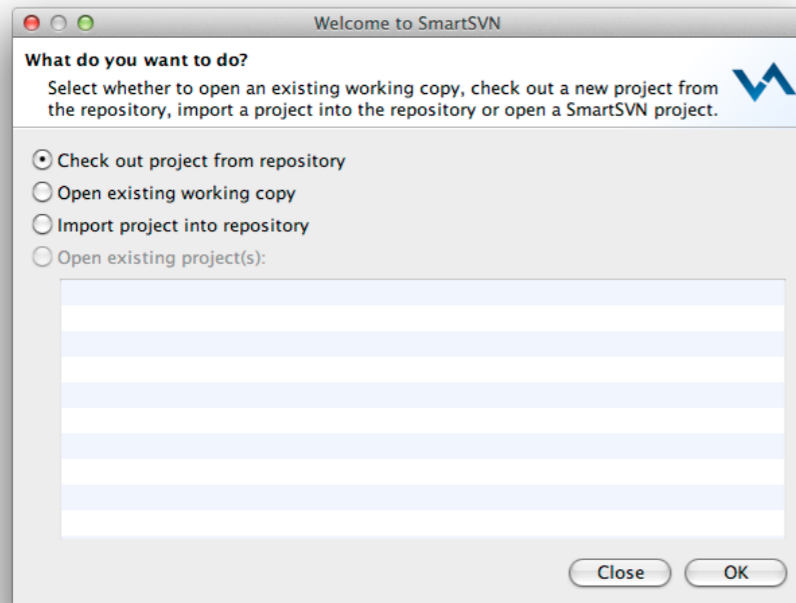 Welcome to SmartSVN
What do you want to do?
Select whether to open an existing working copy, check out a new project from
the repository, import a project into the repository or open a SmartSVN project.
Check out project from repository
Open existing working copy
Import project into repository
Open existing project(s):
Close OK